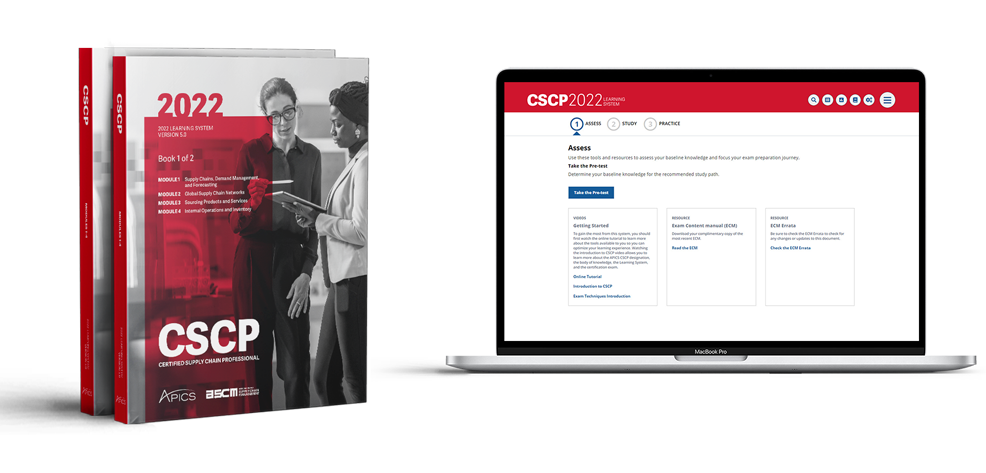 CSCP
MODULES 1-4
CSCP
MODULES 1-4
2022
2022 LEARNING SYSTEM
VERSION 5.3
Book 1 of 2
MODULE 1 Supply Chains, Demand Management,
and Forecasting
MODULE 2 Global Supply Chain Networks
MODULE 3 Sourcing Products and Services
MODULE 4 Internal Operations and Inventory
CSCP
CERTIFIED SUPPLY CHAIN PROFESSIONAL
APICS
ASCM
APICS
CSCP2022 LEARNING
SYSTEM
1 ASSESS 2 STUDY 3 PRACTICE
Assess
Use these tools and resources to assess your baseline knowledge and focus your exam preparation journey.
Take the Pre-test
Determine your baseline knowledge for the recommended study path.
Take the Pre-test
VIDEOS
Getting Started
To gain the most from this system, you should
first watch the online tutorial to learn more
about the tools available to you so you can
optimize your learning experience. Watching
the Introduction to CSCP video allows you to
learn more about the APICS CSCP designation,
the body of knowledge, the Learning System,
and the certification exam.
Online Tutorial
Introduction to CSCP
Exam Techniques Introduction
RESOURCE
Exam Content manual (ECM)
Download your complimentary copy of the
most recent ECM.
Read the ECM
RESOURCE
ECM Errata
Be sure to check the ECM Errata to check for
any changes or updates to this document.
Check the ECM Errata
MacBook Pro